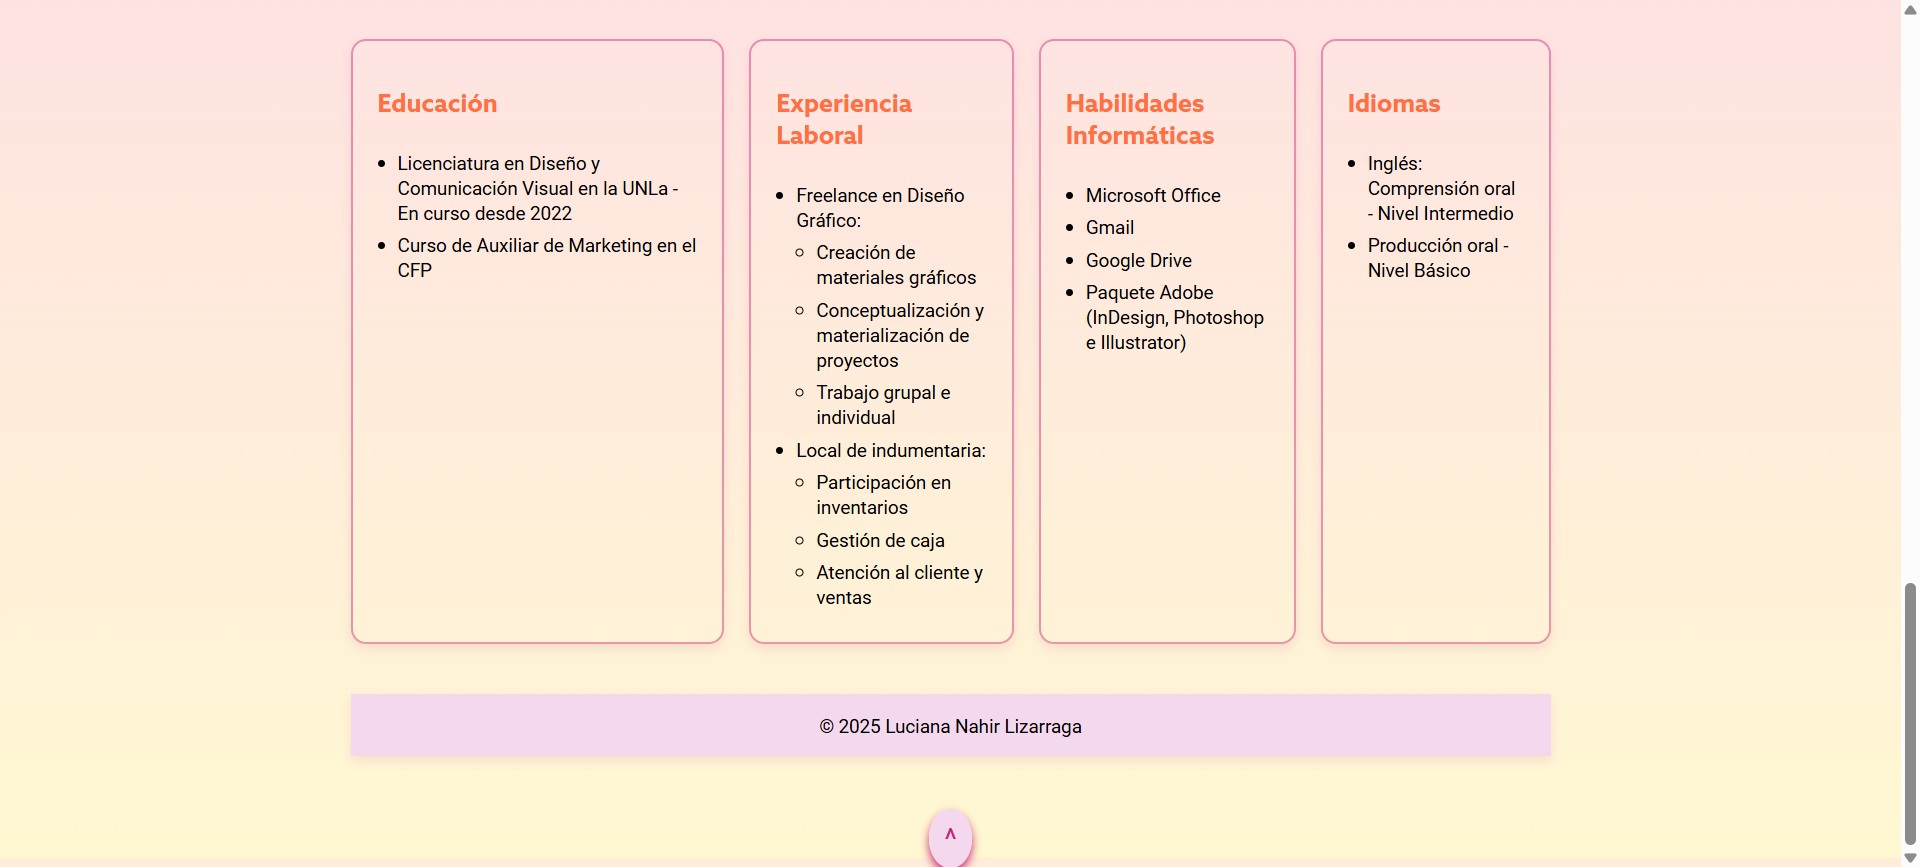 Educación
Licenciatura en Diseño y
Comunicación Visual en la UNLa -
En curso desde 2022
Curso de Auxiliar de Marketing en el
CFP
Experiencia
Laboral
Freelance en Diseño
Gráfico:
Creación de
materiales gráficos
Conceptualización y
materialización de
proyectos
Trabajo grupal e
individual
Local de indumentaria:
Participación en
inventarios
Gestión de caja
Atención al cliente y
ventas
Habilidades
Informáticas
Microsoft Office
Gmail
Google Drive
Paquete Adobe
(InDesign, Photoshop
e Illustrator)
Idiomas
Inglés:
Comprensión oral
- Nivel Intermedio
Producción oral -
Nivel Básico
© 2025 Luciana Nahir Lizarraga
^